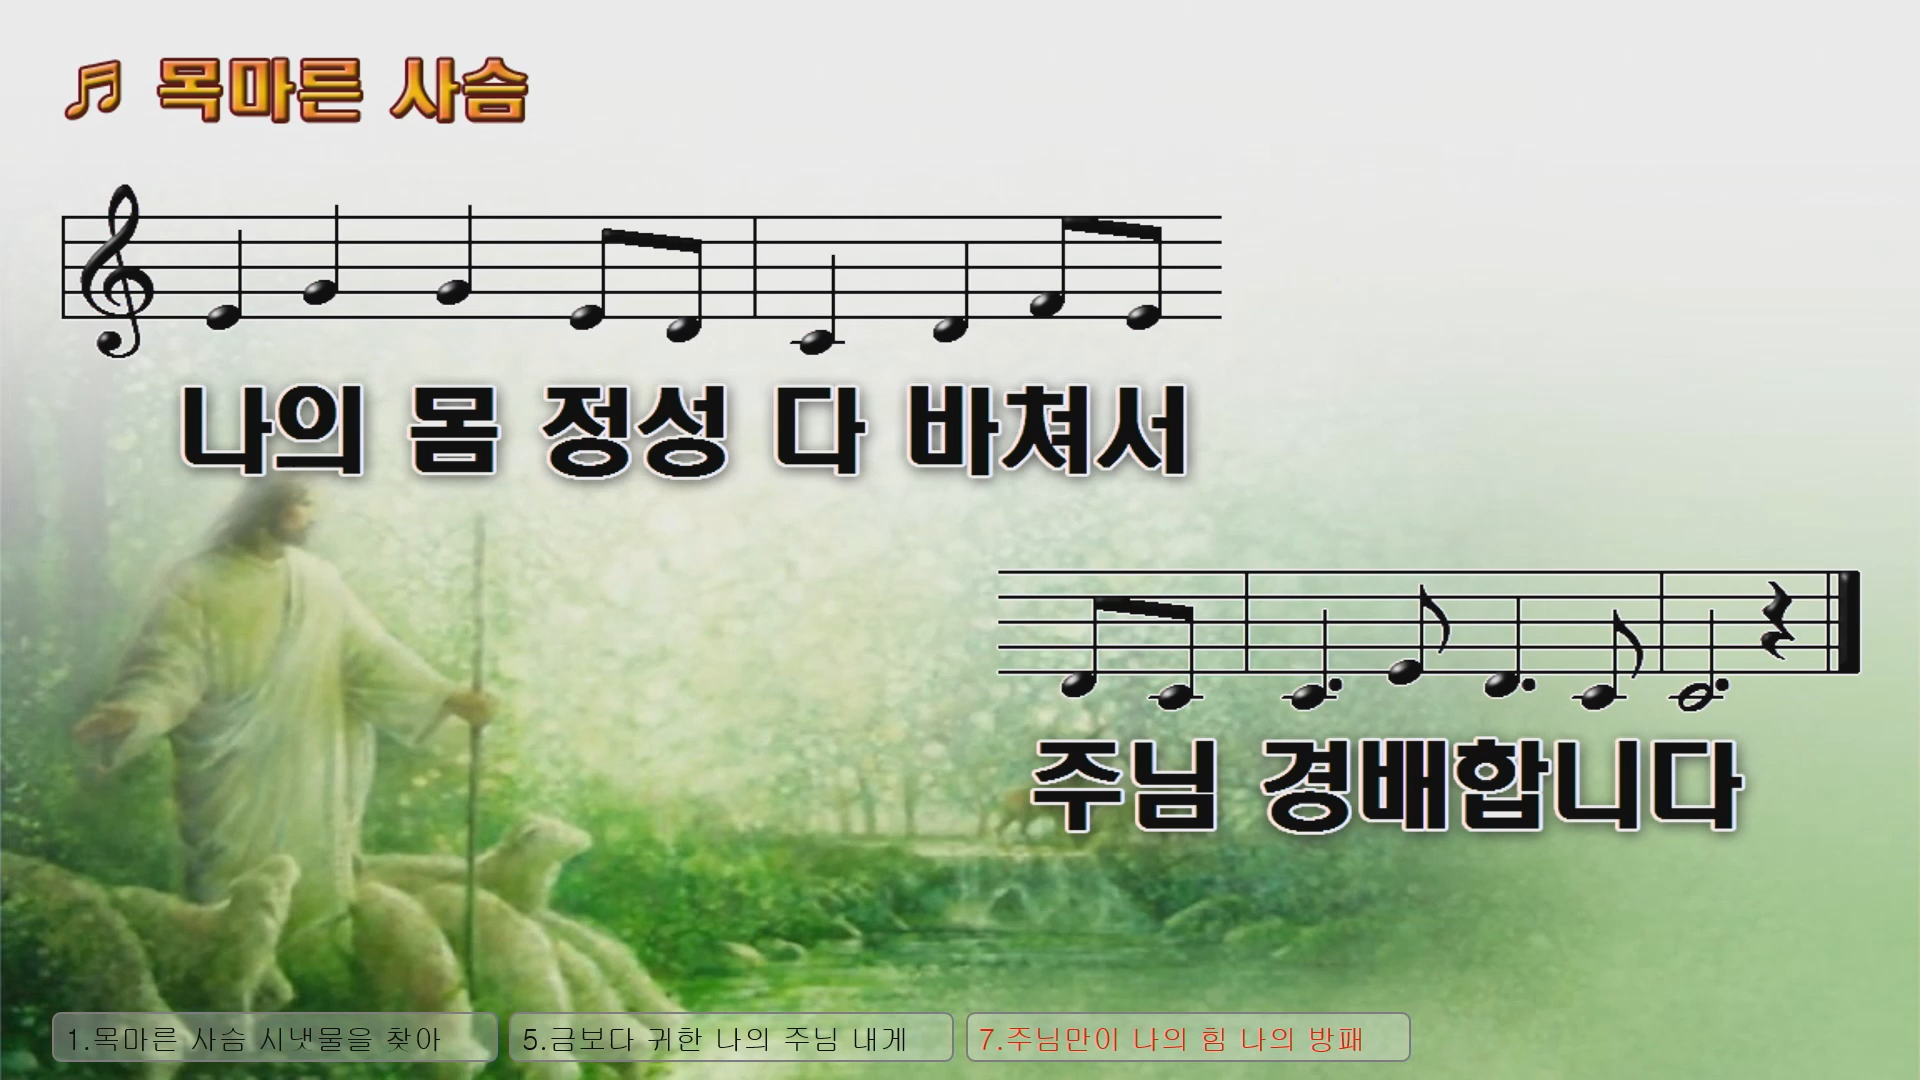 목마른 사슴
나의 몸 정성 다 바쳐서
주님 경배합니다
1.목마른 사슴 시냇물을 찾아
5.금보다 귀한 나의 주님 내게
7.주님만이 나의 힘 나의 방패